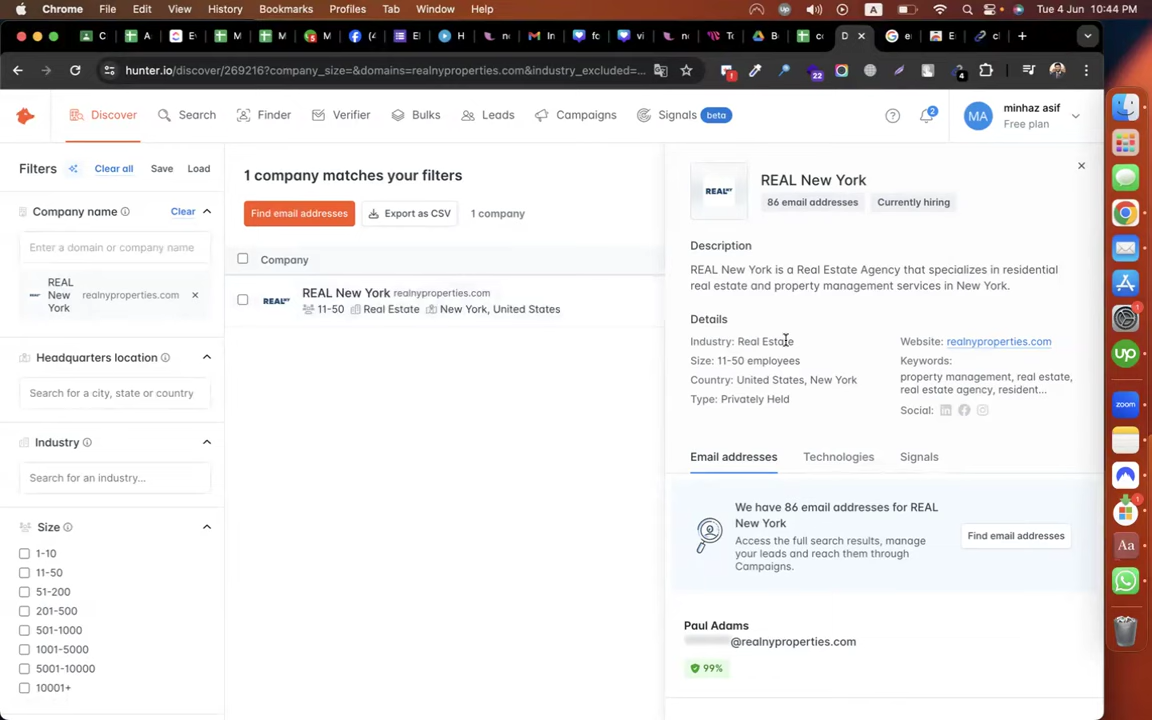 Chrome File Edit View History Bookmarks Profiles Tab Window Help
A Tue 4 Jun 10:44 PM
hunter.io/discover/269216?company_size=&domains=realnyproperties.com&industry_excluded=...
22
4
Discover Search Finder Verifier Bulks Leads Campaigns Signals beta
2
MA
minhaz asif
Free plan
Filters Clear all Save Load
Company name Clear
Enter a domain or company name
REAL New York realnyproperties.com ×
Headquarters location
Search for a city, state or country
Industry
Search for an industry...
Size
1-10
11-50
51-200
201-500
501-1000
1001-5000
5001-10000
10001+
1 company matches your filters
Find email addresses Export as CSV 1 company
Company
REAL New York realnyproperties.com
11-50 Real Estate New York, United States
REAL New York
86 email addresses Currently hiring
Description
REAL New York is a Real Estate Agency that specializes in residential
real estate and property management services in New York.
Details
Industry: Real Estate
Size: 11-50 employees
Country: United States, New York
Type: Privately Held
Website: realnyproperties.com
Keywords:
property management, real estate,
real estate agency, resident...
Social:
Email addresses Technologies Signals
We have 86 email addresses for REAL
New York
Access the full search results, manage
your leads and reach them through
Campaigns.
Find email addresses
Paul Adams
@realnyproperties.com
99%
up
zoom
Aa